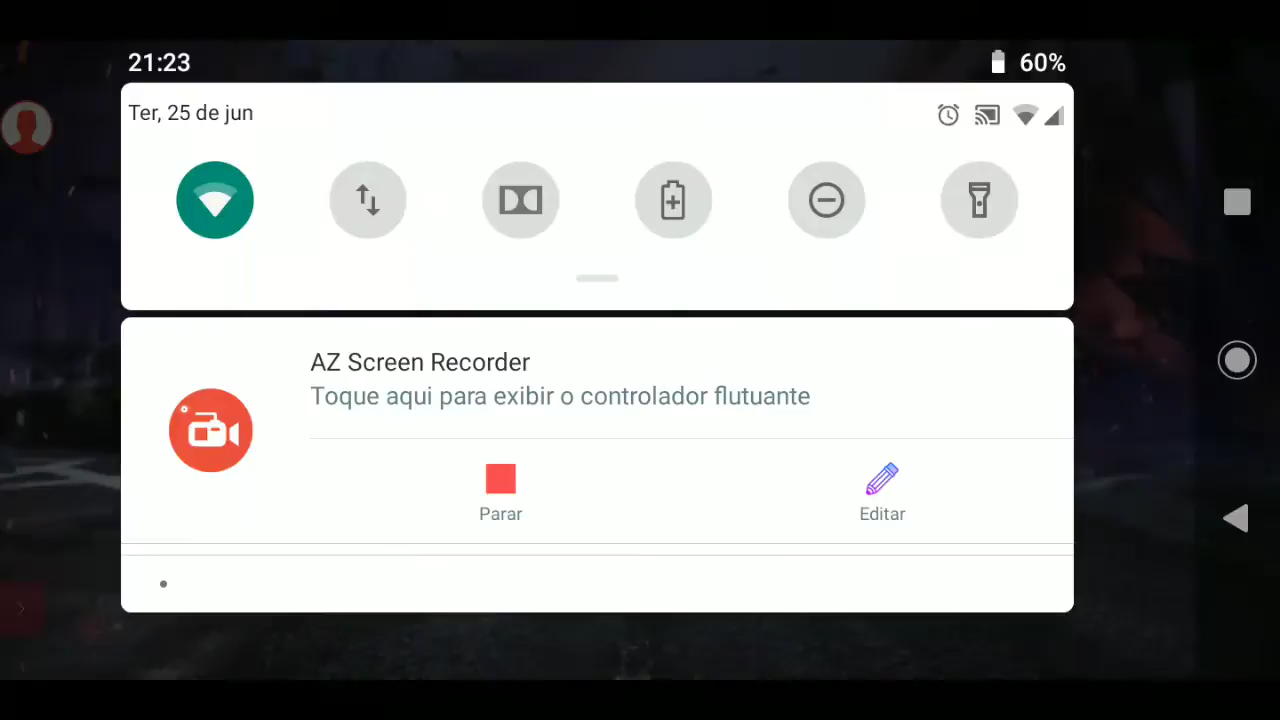 21:23
60%
Ter, 25 de jun
AZ Screen Recorder
Toque aqui para exibir o controlador flutuante
Parar
Editar